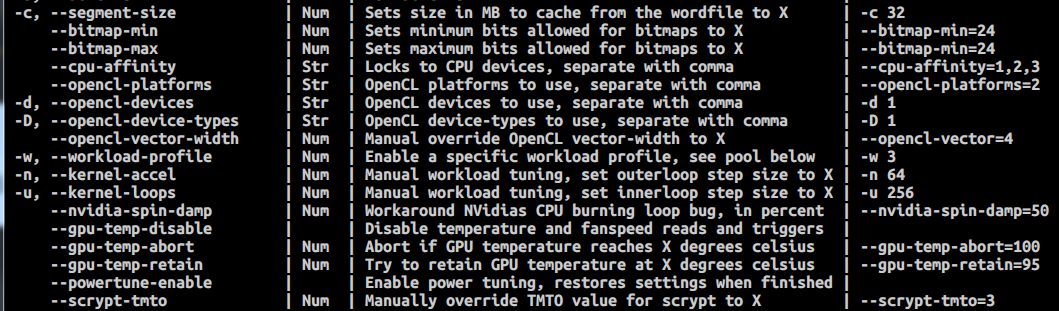 -c, --segment-size | Num | Sets size in MB to cache from the wordfile to X | -c 32
--bitmap-min | Num | Sets minimum bits allowed for bitmaps to X | --bitmap-min=24
--bitmap-max | Num | Sets maximum bits allowed for bitmaps to X | --bitmap-min=24
--cpu-affinity | Str | Locks to CPU devices, separate with comma | --cpu-affinity=1,2,3
--opencl-platforms | Str | OpenCL platforms to use, separate with comma | --opencl-platforms=2
-d, --opencl-devices | Str | OpenCL devices to use, separate with comma | -d 1
-D, --opencl-device-types | Str | OpenCL device-types to use, separate with comma | -D 1
--opencl-vector-width | Num | Manual override OpenCL vector-width to X | --opencl-vector=4
-w, --workload-profile | Num | Enable a specific workload profile, see pool below | -w 3
-n, --kernel-accel | Num | Manual workload tuning, set outerloop step size to X | -n 64
-u, --kernel-loops | Num | Manual workload tuning, set innerloop step size to X | -u 256
--nvidia-spin-damp | Num | Workaround NVidias CPU burning loop bug, in percent | --nvidia-spin-damp=50
--gpu-temp-disable | | Disable temperature and fanspeed reads and triggers |
--gpu-temp-abort | Num | Abort if GPU temperature reaches X degrees celsius | --gpu-temp-abort=100
--gpu-temp-retain | Num | Try to retain GPU temperature at X degrees celsius | --gpu-temp-retain=95
--powertune-enable | | Enable power tuning, restores settings when finished |
--scrypt-tmto | Num | Manually override TMTO value for scrypt to X | --scrypt-tmto=3